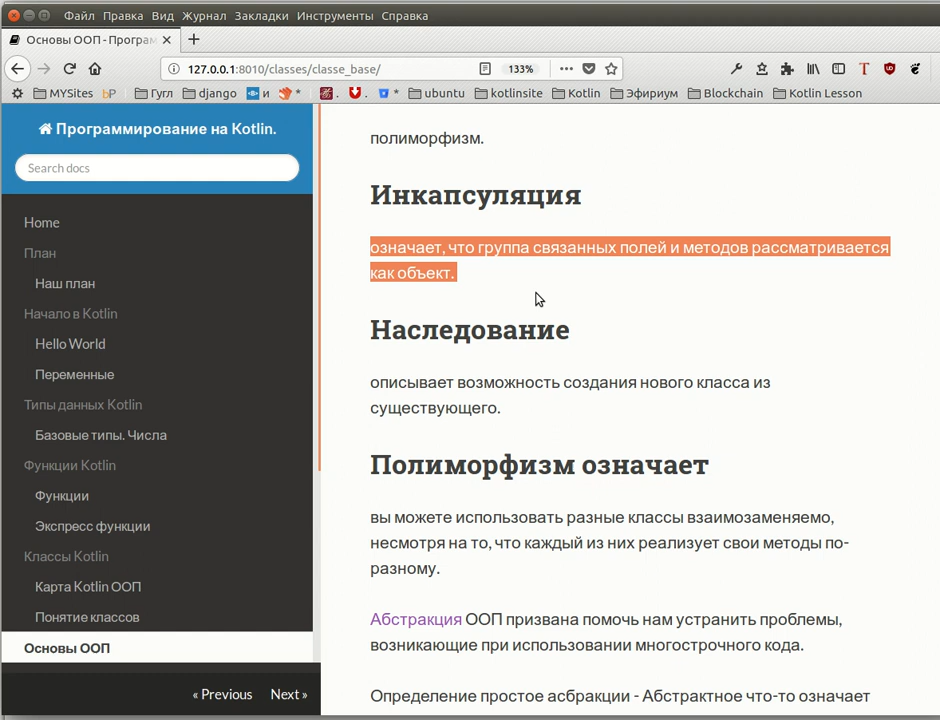 Файл Правка Вид Журнал Закладки Инструменты Справка
Основы ООП - Програм
127.0.0.1:8010/classes/classe_base/ 133%
MYSites bP Гугл django и * . . * ubuntu kotlinsite Kotlin Эфириум Blockchain Kotlin Lesson
Программирование на Kotlin.
Search docs
Home
План
Наш план
Начало в Kotlin
Hello World
Переменные
Типы данных Kotlin
Базовые типы. Числа
Функции Kotlin
Функции
Экспресс функции
Классы Kotlin
Карта Kotlin ООП
Понятие классов
Основы ООП
« Previous Next »
полиморфизм.
Инкапсуляция
означает, что группа связанных полей и методов рассматривается
как объект.
Наследование
описывает возможность создания нового класса из
существующего.
Полиморфизм означает
вы можете использовать разные классы взаимозаменяемо,
несмотря на то, что каждый из них реализует свои методы по-
разному.
Абстракция ООП призвана помочь нам устранить проблемы,
возникающие при использовании многострочного кода.
Определение простое асбракции - Абстрактное что-то означает